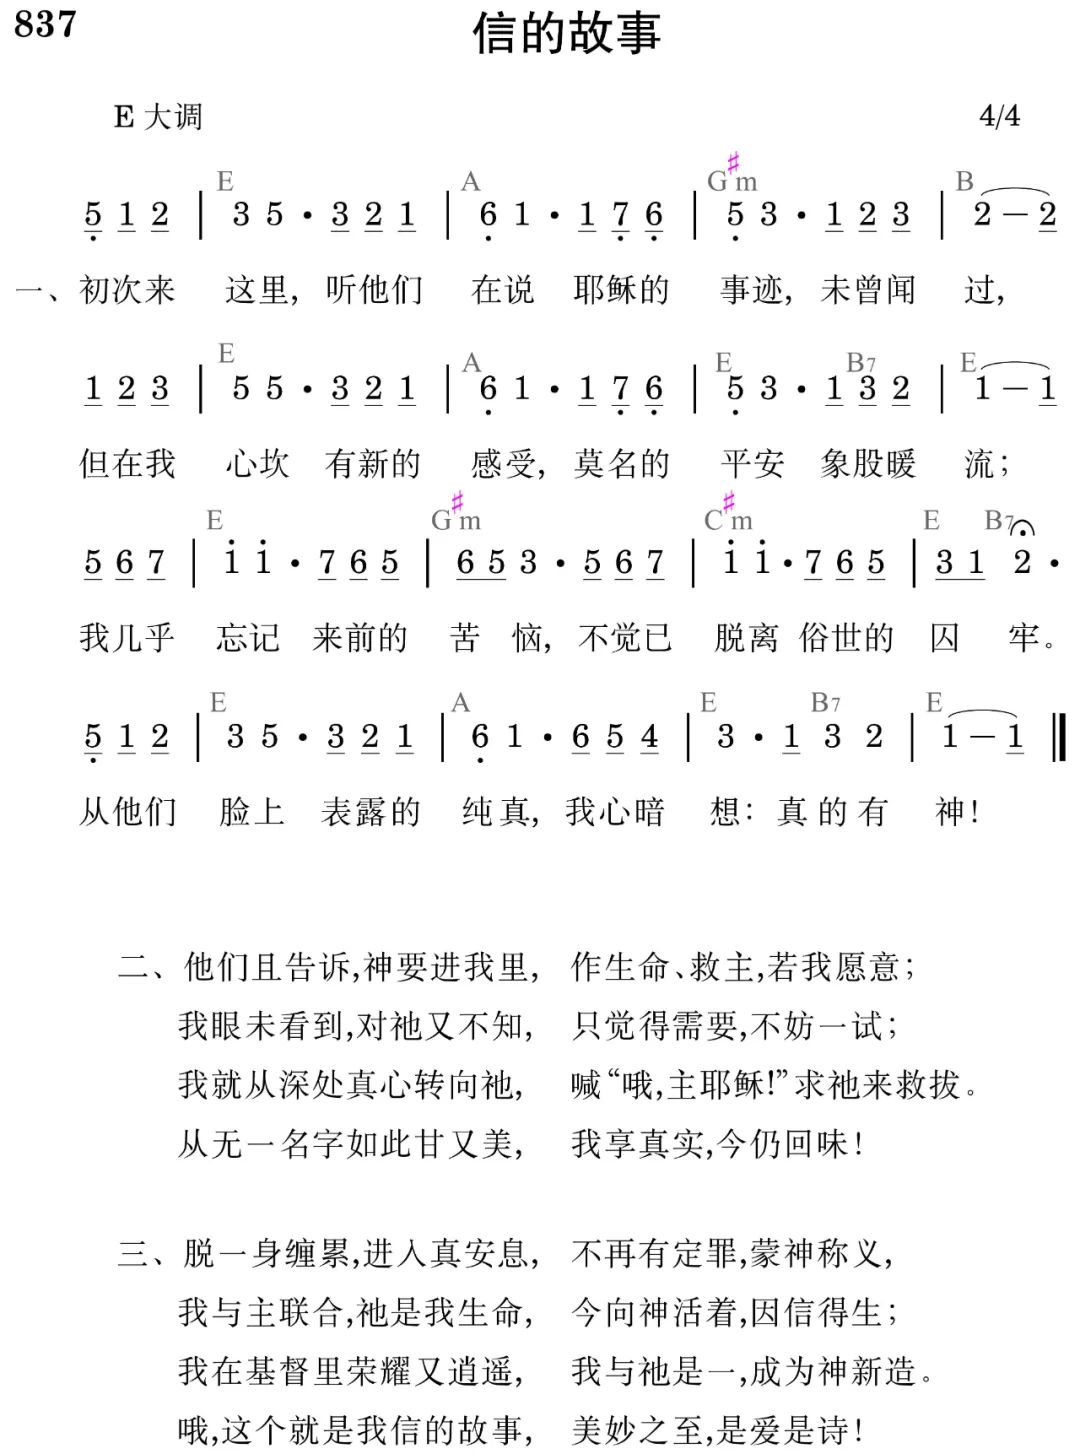 837
信的故事
E 大调 4/4
E A G♯m B
5 1 2 | 3 5 · 3 2 1 | 6 1 · 1 7 6 | 5 3 · 1 2 3 | 2 – 2
一、初次来 这里, 听他们 在说 耶稣的 事迹, 未曾闻 过,
E A E B7 E
1 2 3 | 5 5 · 3 2 1 | 6 1 · 1 7 6 | 5 3 · 1 3 2 | 1 – 1
但在我 心坎 有新的 感受, 莫名的 平安 象股暖 流;
E G♯m C♯m E B7
5 6 7 | 1 1 · 7 6 5 | 6 5 3 · 5 6 7 | 1 1 · 7 6 5 | 3 1 2 ·
我几乎 忘记 来前的 苦 恼, 不觉已 脱离 俗世的 囚 牢。
E A E B7 E
5 1 2 | 3 5 · 3 2 1 | 6 1 · 6 5 4 | 3 · 1 3 2 | 1 – 1
从他们 脸上 表露的 纯真, 我心暗 想: 真的有 神!
二、他们且告诉,神要进我里, 作生命、救主,若我愿意;
我眼未看到,对祂又不知, 只觉得需要,不妨一试;
我就从深处真心转向祂, 喊“哦,主耶稣!”求祂来救拔。
从无一名字如此甘又美, 我享真实,今仍回味!
三、脱一身缠累,进入真安息, 不再有定罪,蒙神称义,
我与主联合,祂是我生命, 今向神活着,因信得生;
我在基督里荣耀又逍遥, 我与祂是一,成为神新造。
哦,这个就是我信的故事, 美妙之至,是爱是诗!